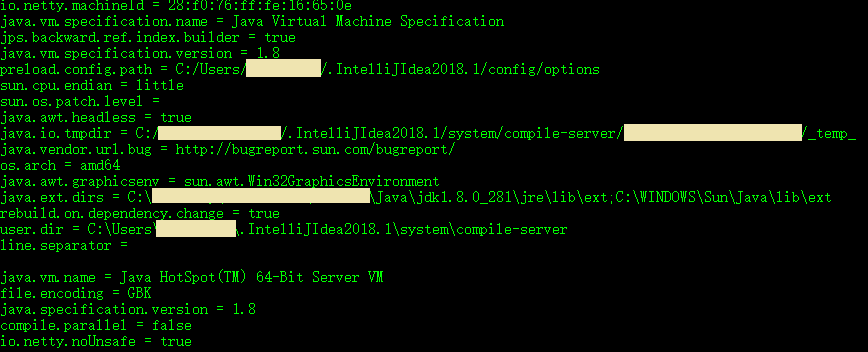 io.netty.machineId = 28:f0:76:ff:fe:16:65:0e
java.vm.specification.name = Java Virtual Machine Specification
jps.backward.ref.index.builder = true
java.vm.specification.version = 1.8
preload.config.path = C:/Users/ /.IntelliJIdea2018.1/config/options
sun.cpu.endian = little
sun.os.patch.level =
java.awt.headless = true
java.io.tmpdir = C:/ /.IntelliJIdea2018.1/system/compile-server/ /_temp_
java.vendor.url.bug = http://bugreport.sun.com/bugreport/
os.arch = amd64
java.awt.graphicsenv = sun.awt.Win32GraphicsEnvironment
java.ext.dirs = C:\ \Java\jdk1.8.0_281\jre\lib\ext;C:\WINDOWS\Sun\Java\lib\ext
rebuild.on.dependency.change = true
user.dir = C:\Users\ \.IntelliJIdea2018.1\system\compile-server
line.separator =
java.vm.name = Java HotSpot(TM) 64-Bit Server VM
file.encoding = GBK
java.specification.version = 1.8
compile.parallel = false
io.netty.noUnsafe = true